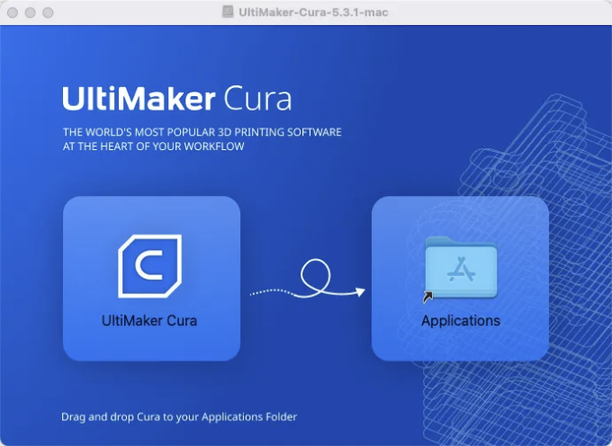 UltiMaker-Cura-5.3.1-mac
UltiMaker Cura
THE WORLD'S MOST POPULAR 3D PRINTING SOFTWARE
AT THE HEART OF YOUR WORKFLOW
UltiMaker Cura
Applications
Drag and drop Cura to your Applications Folder